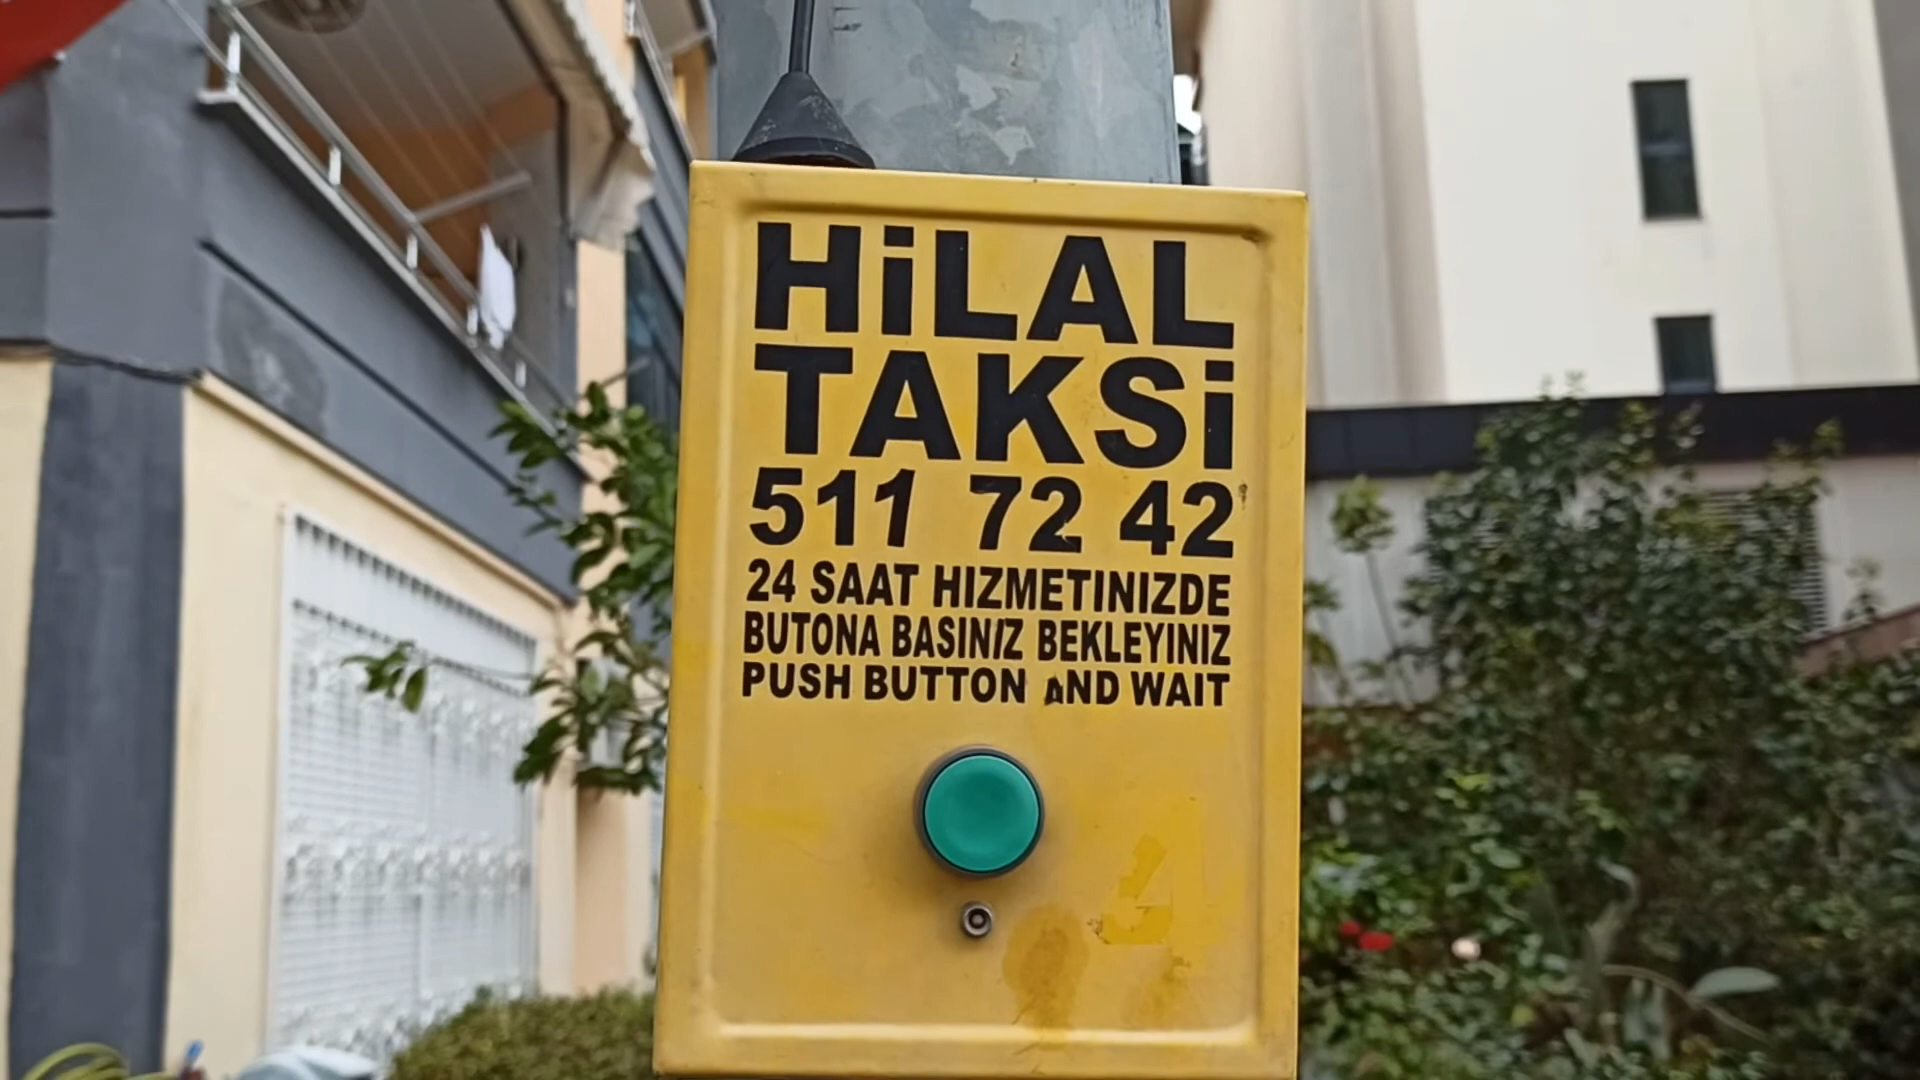 HiLAL
TAKSi
511 72 42
24 SAAT HIZMETINIZDE
BUTONA BASINIZ BEKLEYINIZ
PUSH BUTTON AND WAIT